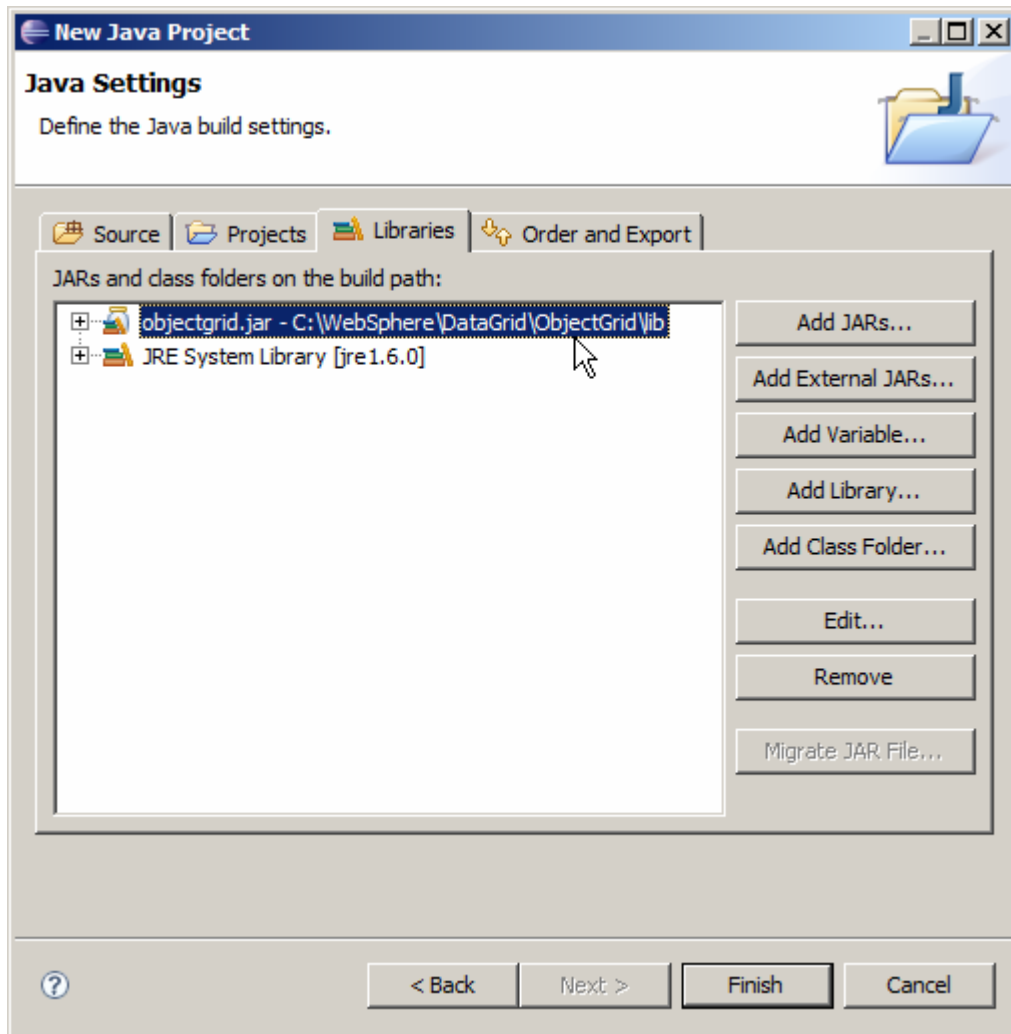 New Java Project
Java Settings
Define the Java build settings.
Source Projects Libraries Order and Export
JARs and class folders on the build path:
objectgrid.jar - C:\WebSphere\DataGrid\ObjectGrid\lib
JRE System Library [jre1.6.0]
Add JARs...
Add External JARs...
Add Variable...
Add Library...
Add Class Folder...
Edit...
Remove
Migrate JAR File...
? < Back Next > Finish Cancel